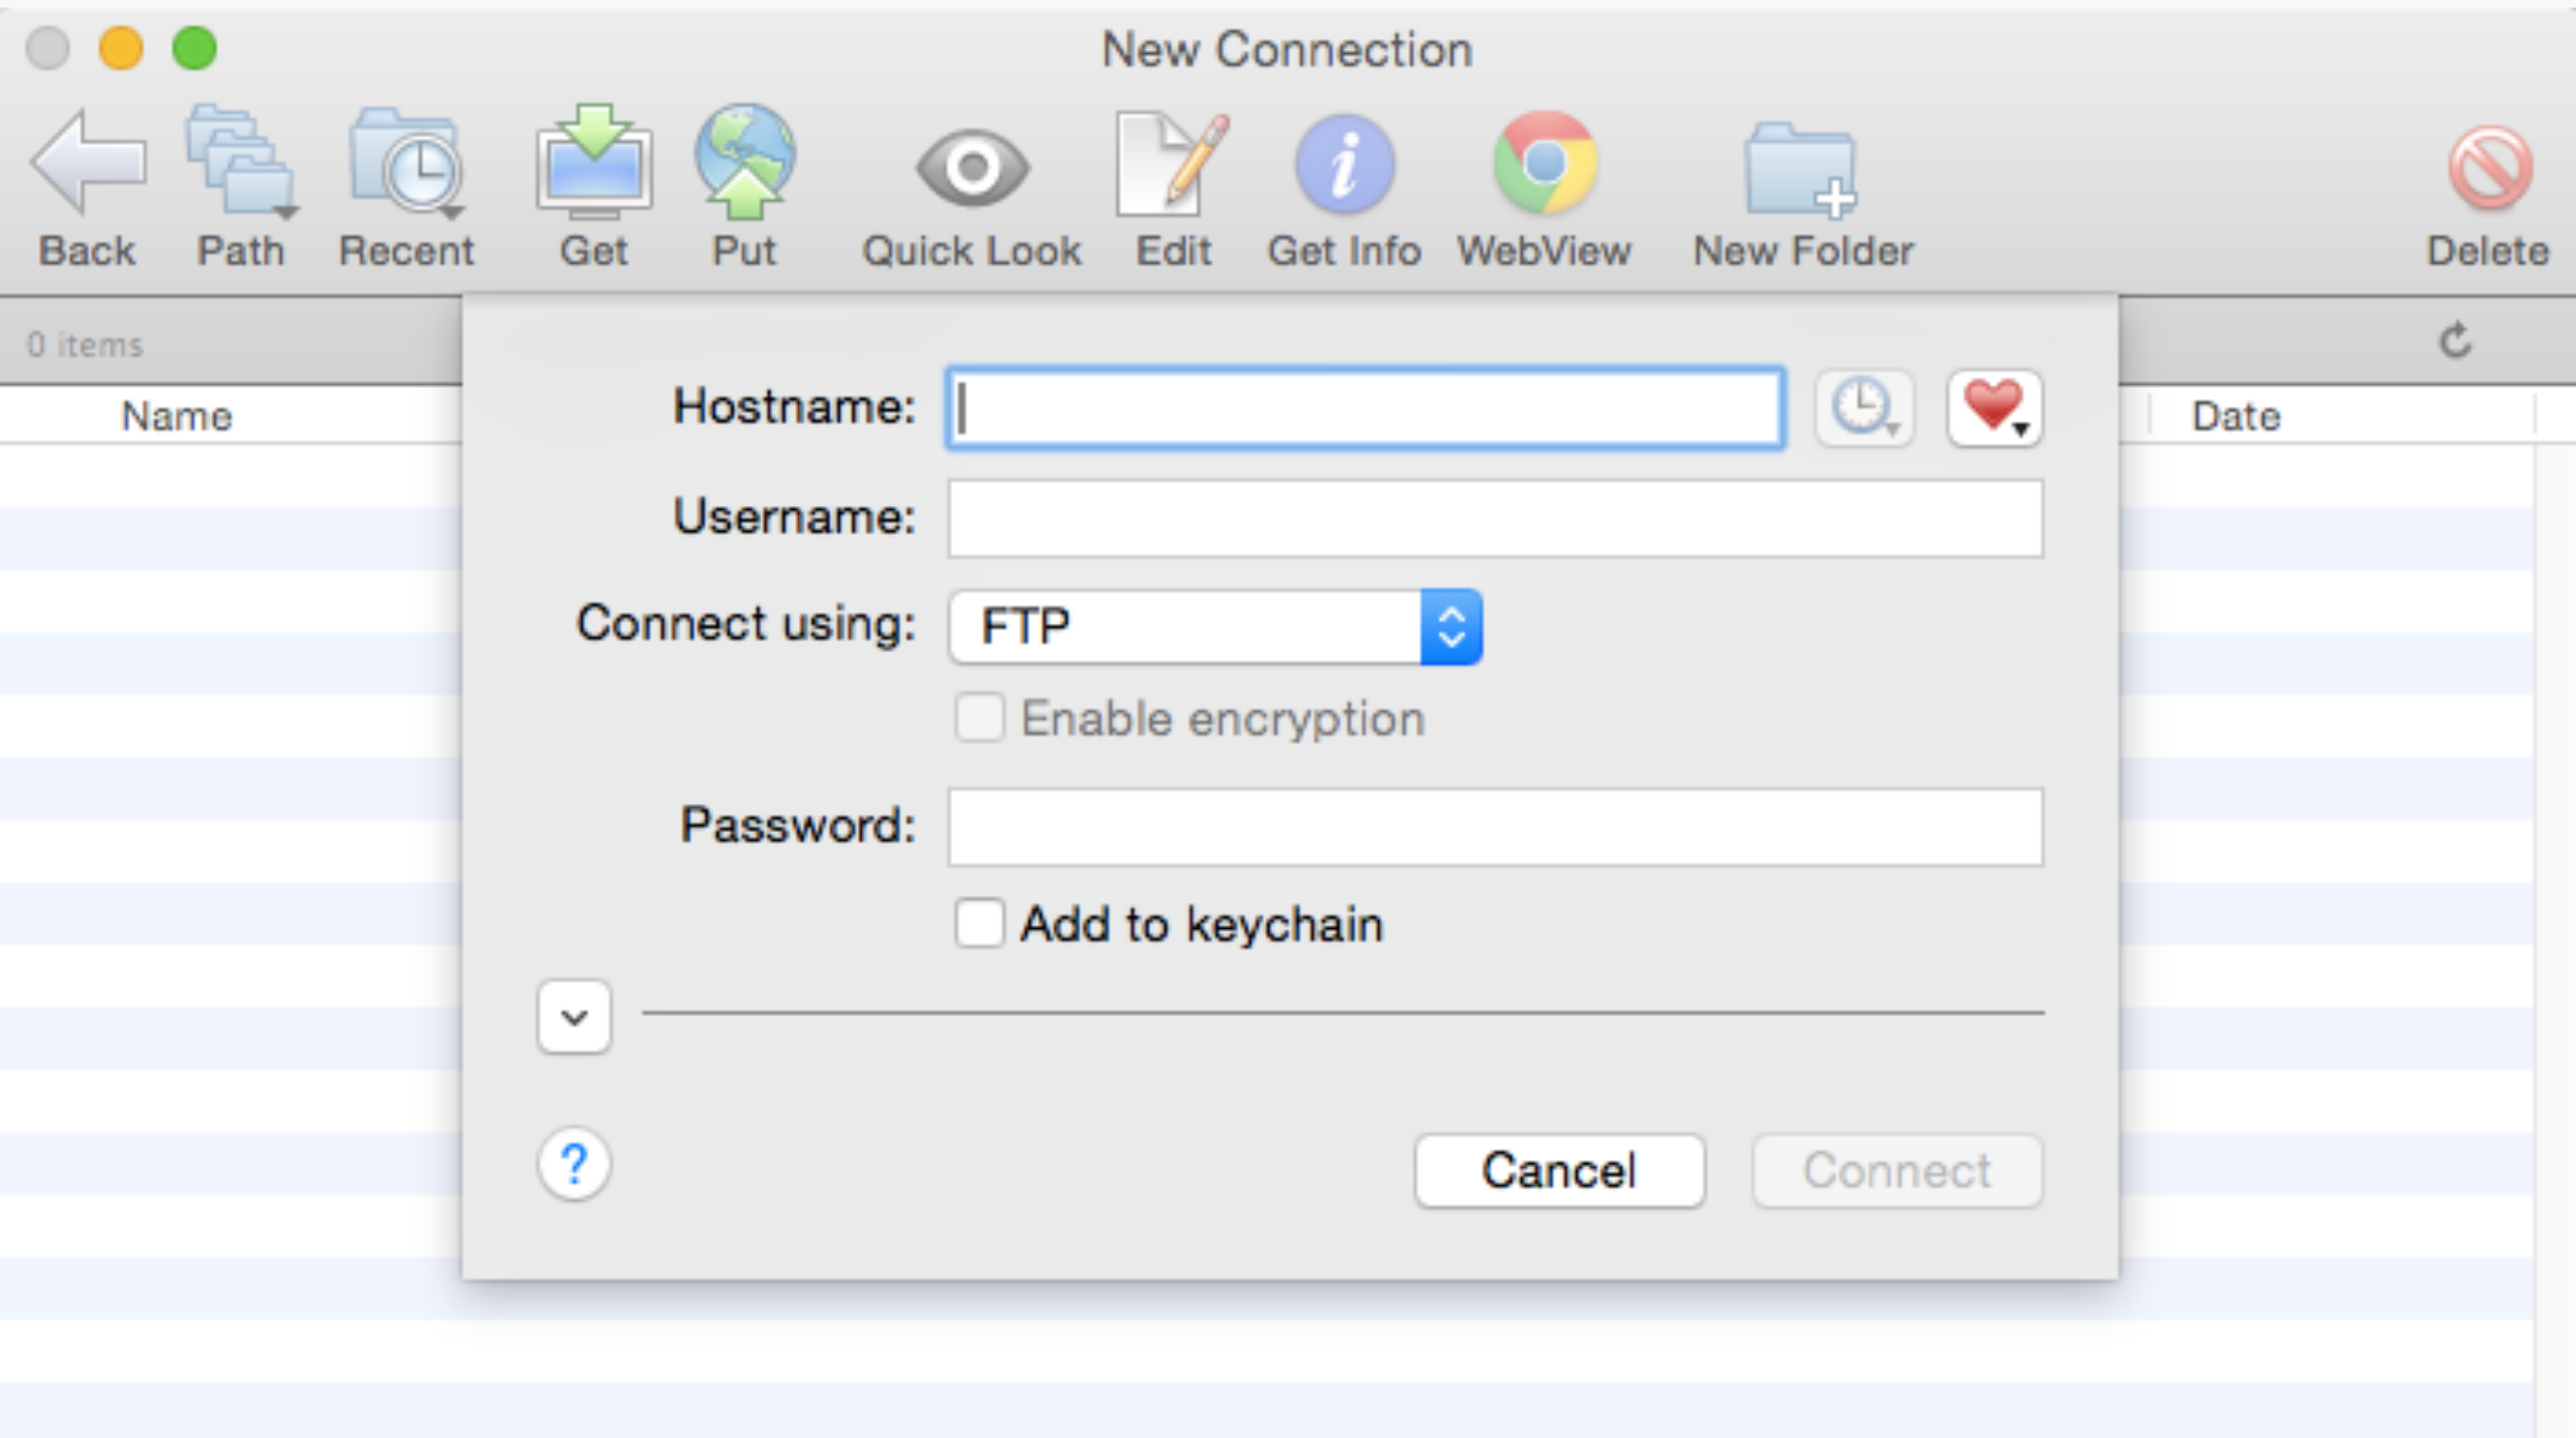 New Connection
Back Path Recent Get Put Quick Look Edit Get Info WebView New Folder Delete
0 items
Name Date
Hostname:
Username:
Connect using: FTP
Enable encryption
Password:
Add to keychain
?
Cancel Connect